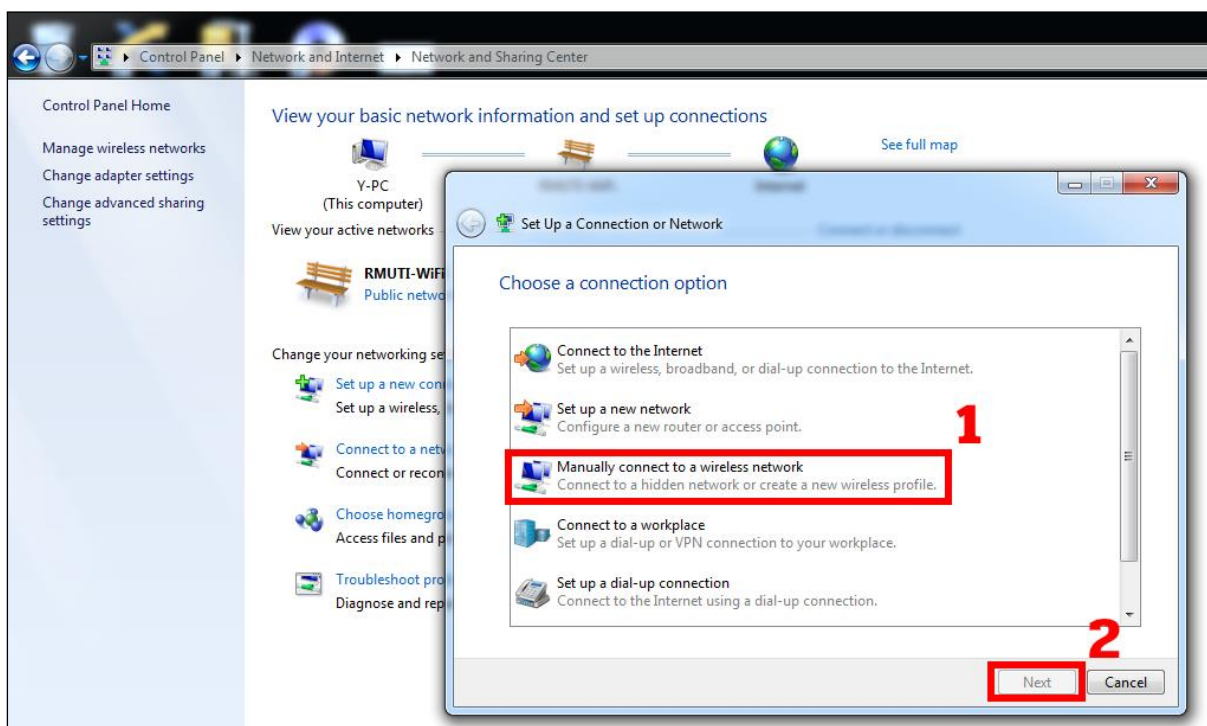 Control Panel ▸ Network and Internet ▸ Network and Sharing Center
Control Panel Home
Manage wireless networks
Change adapter settings
Change advanced sharing
settings
View your basic network information and set up connections
See full map
Y-PC
(This computer)
View your active networks
RMUTI-WiFi
Public netwo
Change your networking se
Set up a new con
Set up a wireless,
Connect to a net
Connect or recon
Choose homegro
Access files and p
Troubleshoot pro
Diagnose and rep
Set Up a Connection or Network
Choose a connection option
Connect to the Internet
Set up a wireless, broadband, or dial-up connection to the Internet.
Set up a new network
Configure a new router or access point.
1
Manually connect to a wireless network
Connect to a hidden network or create a new wireless profile.
Connect to a workplace
Set up a dial-up or VPN connection to your workplace.
Set up a dial-up connection
Connect to the Internet using a dial-up connection.
2
Next
Cancel